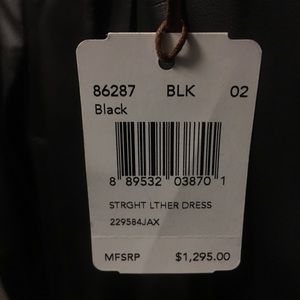 86287 BLK 02
Black
8 89532 03870 1
STRGHT LTHER DRESS
229584JAX
MFSRP $1,295.00